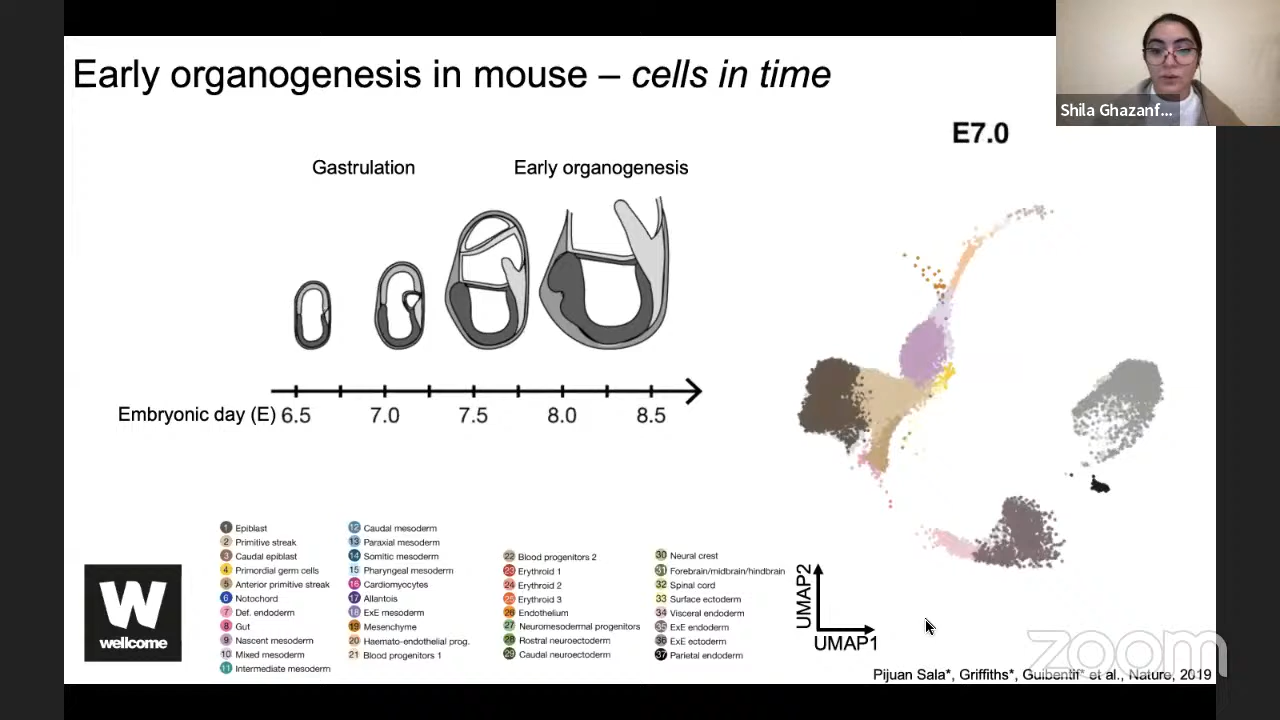 Early organogenesis in mouse – cells in time
Shila Ghazanf...
E7.0
Gastrulation
Early organogenesis
Embryonic day (E) 6.5 7.0 7.5 8.0 8.5
1 Epiblast
2 Primitive streak
3 Caudal epiblast
4 Primordial germ cells
5 Anterior primitive streak
6 Notochord
7 Def. endoderm
8 Gut
9 Nascent mesoderm
10 Mixed mesoderm
11 Intermediate mesoderm
12 Caudal mesoderm
13 Paraxial mesoderm
14 Somitic mesoderm
15 Pharyngeal mesoderm
16 Cardiomyocytes
17 Allantois
18 ExE mesoderm
19 Mesenchyme
20 Haemato-endothelial prog.
21 Blood progenitors 1
22 Blood progenitors 2
23 Erythroid 1
24 Erythroid 2
25 Erythroid 3
26 Endothelium
27 Neuromesodermal progenitors
28 Rostral neuroectoderm
29 Caudal neuroectoderm
30 Neural crest
31 Forebrain/midbrain/hindbrain
32 Spinal cord
33 Surface ectoderm
34 Visceral endoderm
35 ExE endoderm
36 ExE ectoderm
37 Parietal endoderm
W
wellcome
UMAP2
UMAP1
zoom
Pijuan Sala*, Griffiths*, Guibentif* et al., Nature, 2019